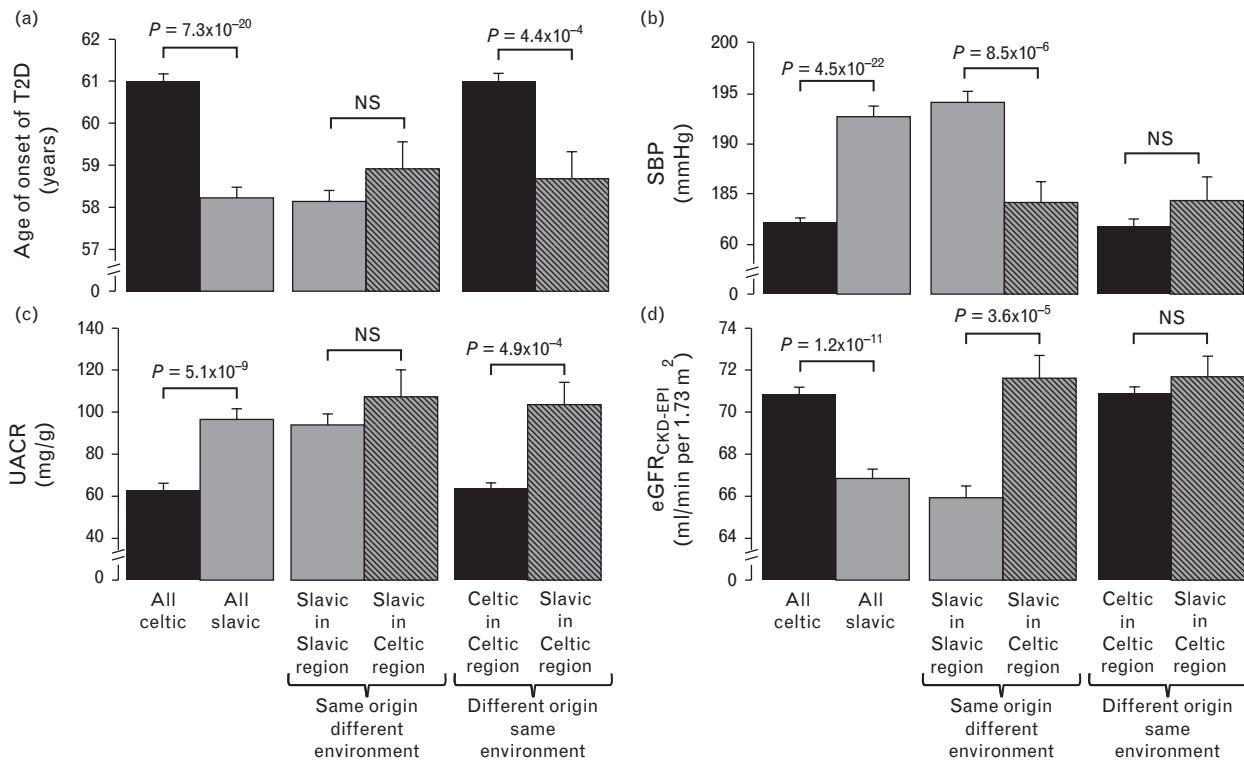 (a)
P = 7.3x10⁻²⁰
P = 4.4x10⁻⁴
NS
Age of onset of T2D
(years)
62
61
60
59
58
57
0
(b)
P = 4.5x10⁻²²
P = 8.5x10⁻⁶
NS
SBP
(mmHg)
200
195
190
185
60
0
(c)
P = 5.1x10⁻⁹
NS
P = 4.9x10⁻⁴
UACR
(mg/g)
140
120
100
80
60
40
0
All
celtic
All
slavic
Slavic
in
Slavic
region
Slavic
in
Celtic
region
Celtic
in
Celtic
region
Slavic
in
Celtic
region
Same origin
different
environment
Different origin
same
environment
(d)
P = 1.2x10⁻¹¹
P = 3.6x10⁻⁵
NS
eGFR CKD-EPI
(ml/min per 1.73 m²
74
72
70
68
66
64
0
All
celtic
All
slavic
Slavic
in
Slavic
region
Slavic
in
Celtic
region
Celtic
in
Celtic
region
Slavic
in
Celtic
region
Same origin
different
environment
Different origin
same
environment